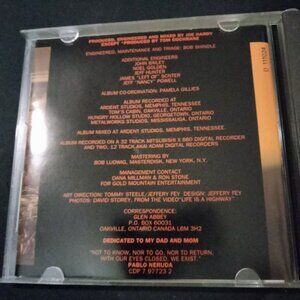 PRODUCED, ENGINEERED AND MIXED BY JOE HARDY
EXCEPT *PRODUCED BY TOM COCHRANE
ENGINEERED, MAINTENANCE AND TRIAGE: BOB SHINDLE
ADDITIONAL ENGINEERS
JOHN BAILEY
NOEL GOLDEN
JEFF HUNTER
JAMES "LEFT OF" SENTER
JEFF "NANCY" POWELL
ALBUM CO-ORDINATION: PAMELA GILLIES
ALBUM RECORDED AT
ARDENT STUDIOS, MEMPHIS, TENNESSEE
TOM'S CABIN, OAKVILLE, ONTARIO
HUNGRY HOLLOW STUDIO, GEORGETOWN, ONTARIO
METALWORKS STUDIOS, MISSISSAUGA, ONTARIO
ALBUM MIXED AT ARDENT STUDIOS, MEMPHIS, TENNESSEE
ALBUM RECORDED ON A 32 TRACK MITSUBISHI X 880 DIGITAL RECORDER
AND TWO, 12 TRACK AKAI ADAM DIGITAL RECORDERS
MASTERING BY
BOB LUDWIG, MASTERDISK, NEW YORK, N.Y.
MANAGEMENT CONTACT
DANA MILLMAN & RON STONE
FOR GOLD MOUNTAIN ENTERTAINMENT
ART DIRECTION: TOMMY STEELE/JEFFERY FEY DESIGN: JEFFERY FEY
PHOTOS: DAVID STOREY, FROM THE VIDEO "LIFE IS A HIGHWAY"
CORRESPONDENCE:
GLEN ABBEY
P.O. BOX 60031
OAKVILLE, ONTARIO CANADA L6M 3H2
DEDICATED TO MY DAD AND MOM
"NOT TO KNOW, NOR TO GO, NOR TO RETURN,
WITH OUR EYES CLOSED, WE EXIST."
PABLO NERUDA
CDP 7 97723 2